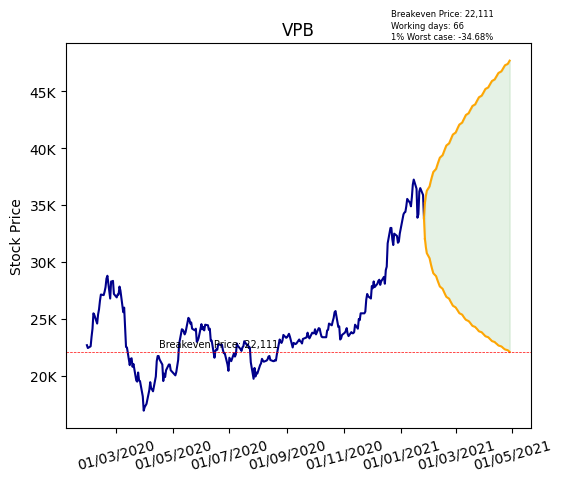 Breakeven Price: 22,111
Working days: 66
1% Worst case: -34.68%
VPB
Stock Price
45K
40K
35K
30K
25K
20K
Breakeven Price: 22,111
01/03/2020
01/05/2020
01/07/2020
01/09/2020
01/11/2020
01/01/2021
01/03/2021
01/05/2021